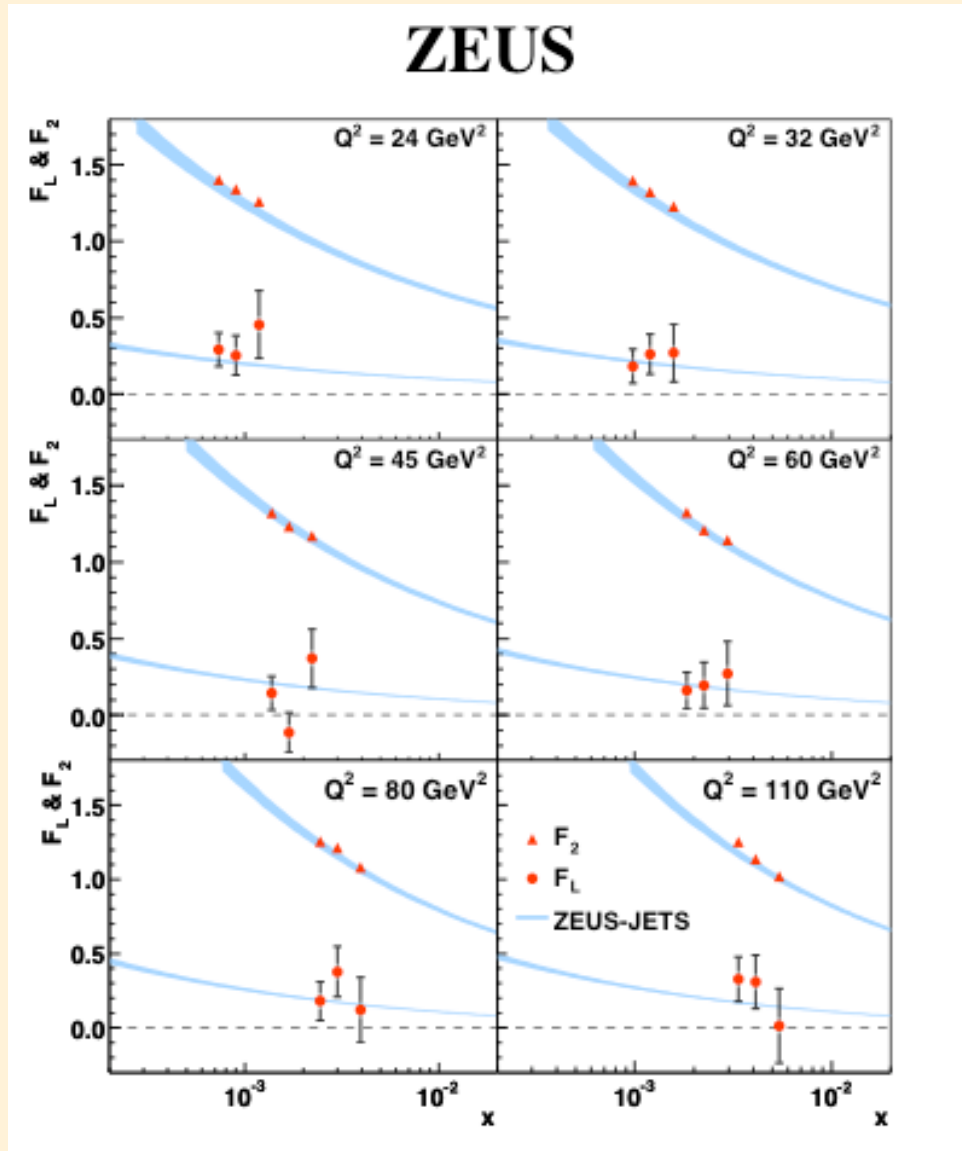 ZEUS
F_L & F_2
Q² = 24 GeV²
Q² = 32 GeV²
1.5
1.0
0.5
0.0
F_L & F_2
Q² = 45 GeV²
Q² = 60 GeV²
1.5
1.0
0.5
0.0
F_L & F_2
Q² = 80 GeV²
Q² = 110 GeV²
1.5
1.0
0.5
0.0
F_2
F_L
ZEUS-JETS
10⁻³
10⁻²
10⁻³
10⁻²
x
x